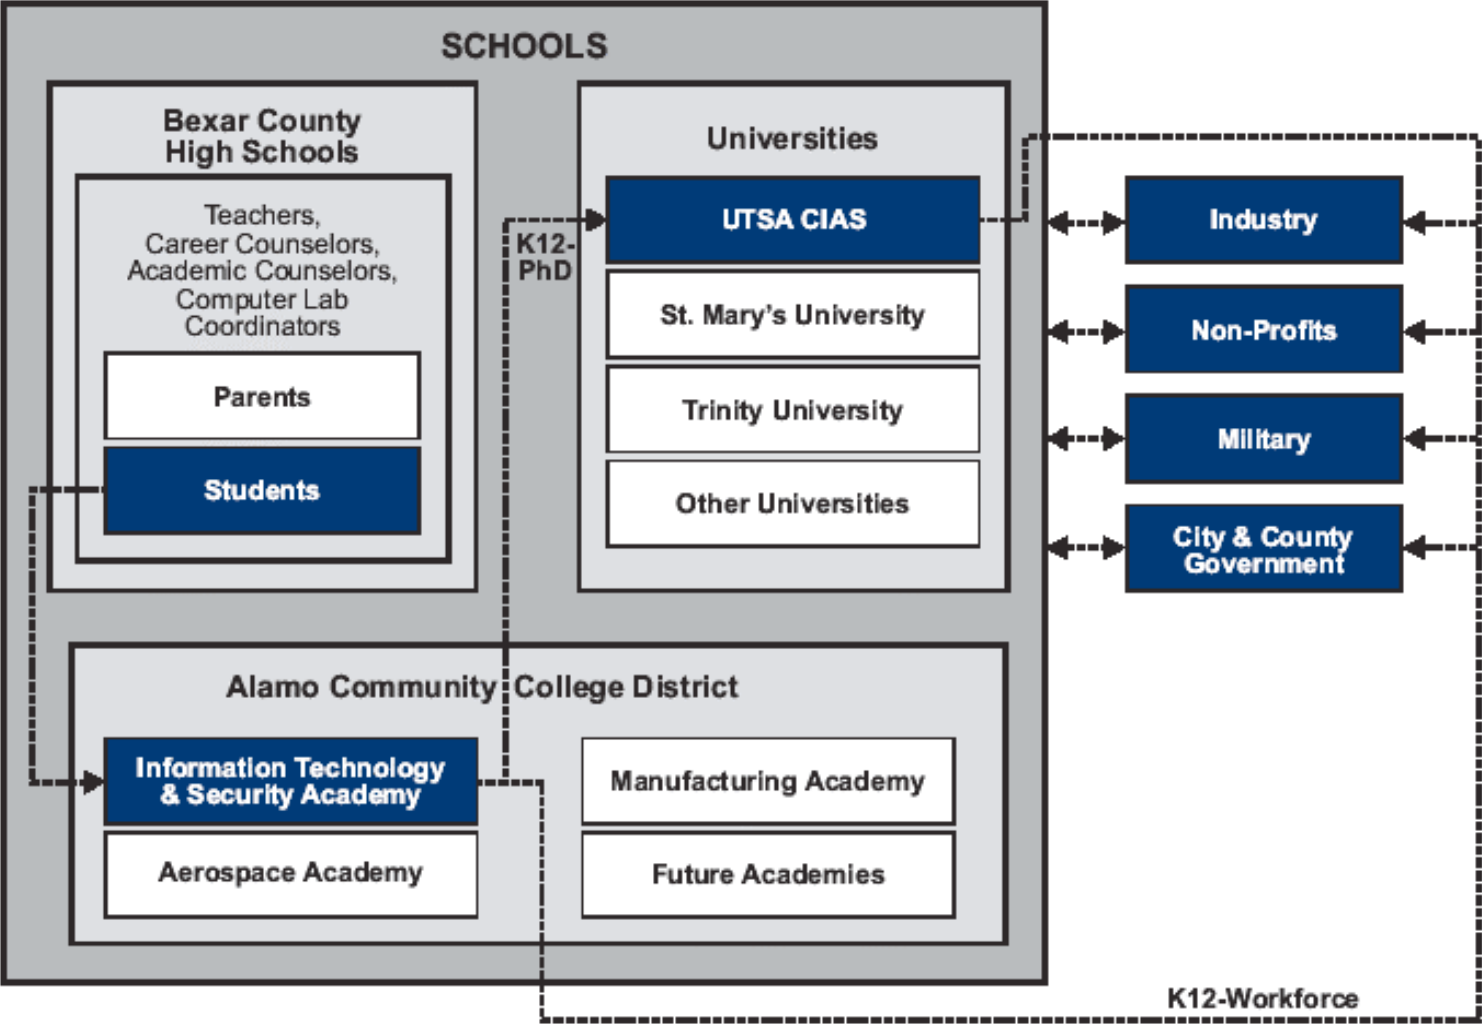 SCHOOLS
Bexar County
High Schools
Teachers,
Career Counselors,
Academic Counselors,
Computer Lab
Coordinators
Parents
Students
Universities
UTSA CIAS
St. Mary's University
Trinity University
Other Universities
K12-
PhD
Industry
Non-Profits
Military
City & County
Government
Alamo Community College District
Information Technology
& Security Academy
Aerospace Academy
Manufacturing Academy
Future Academies
K12-Workforce